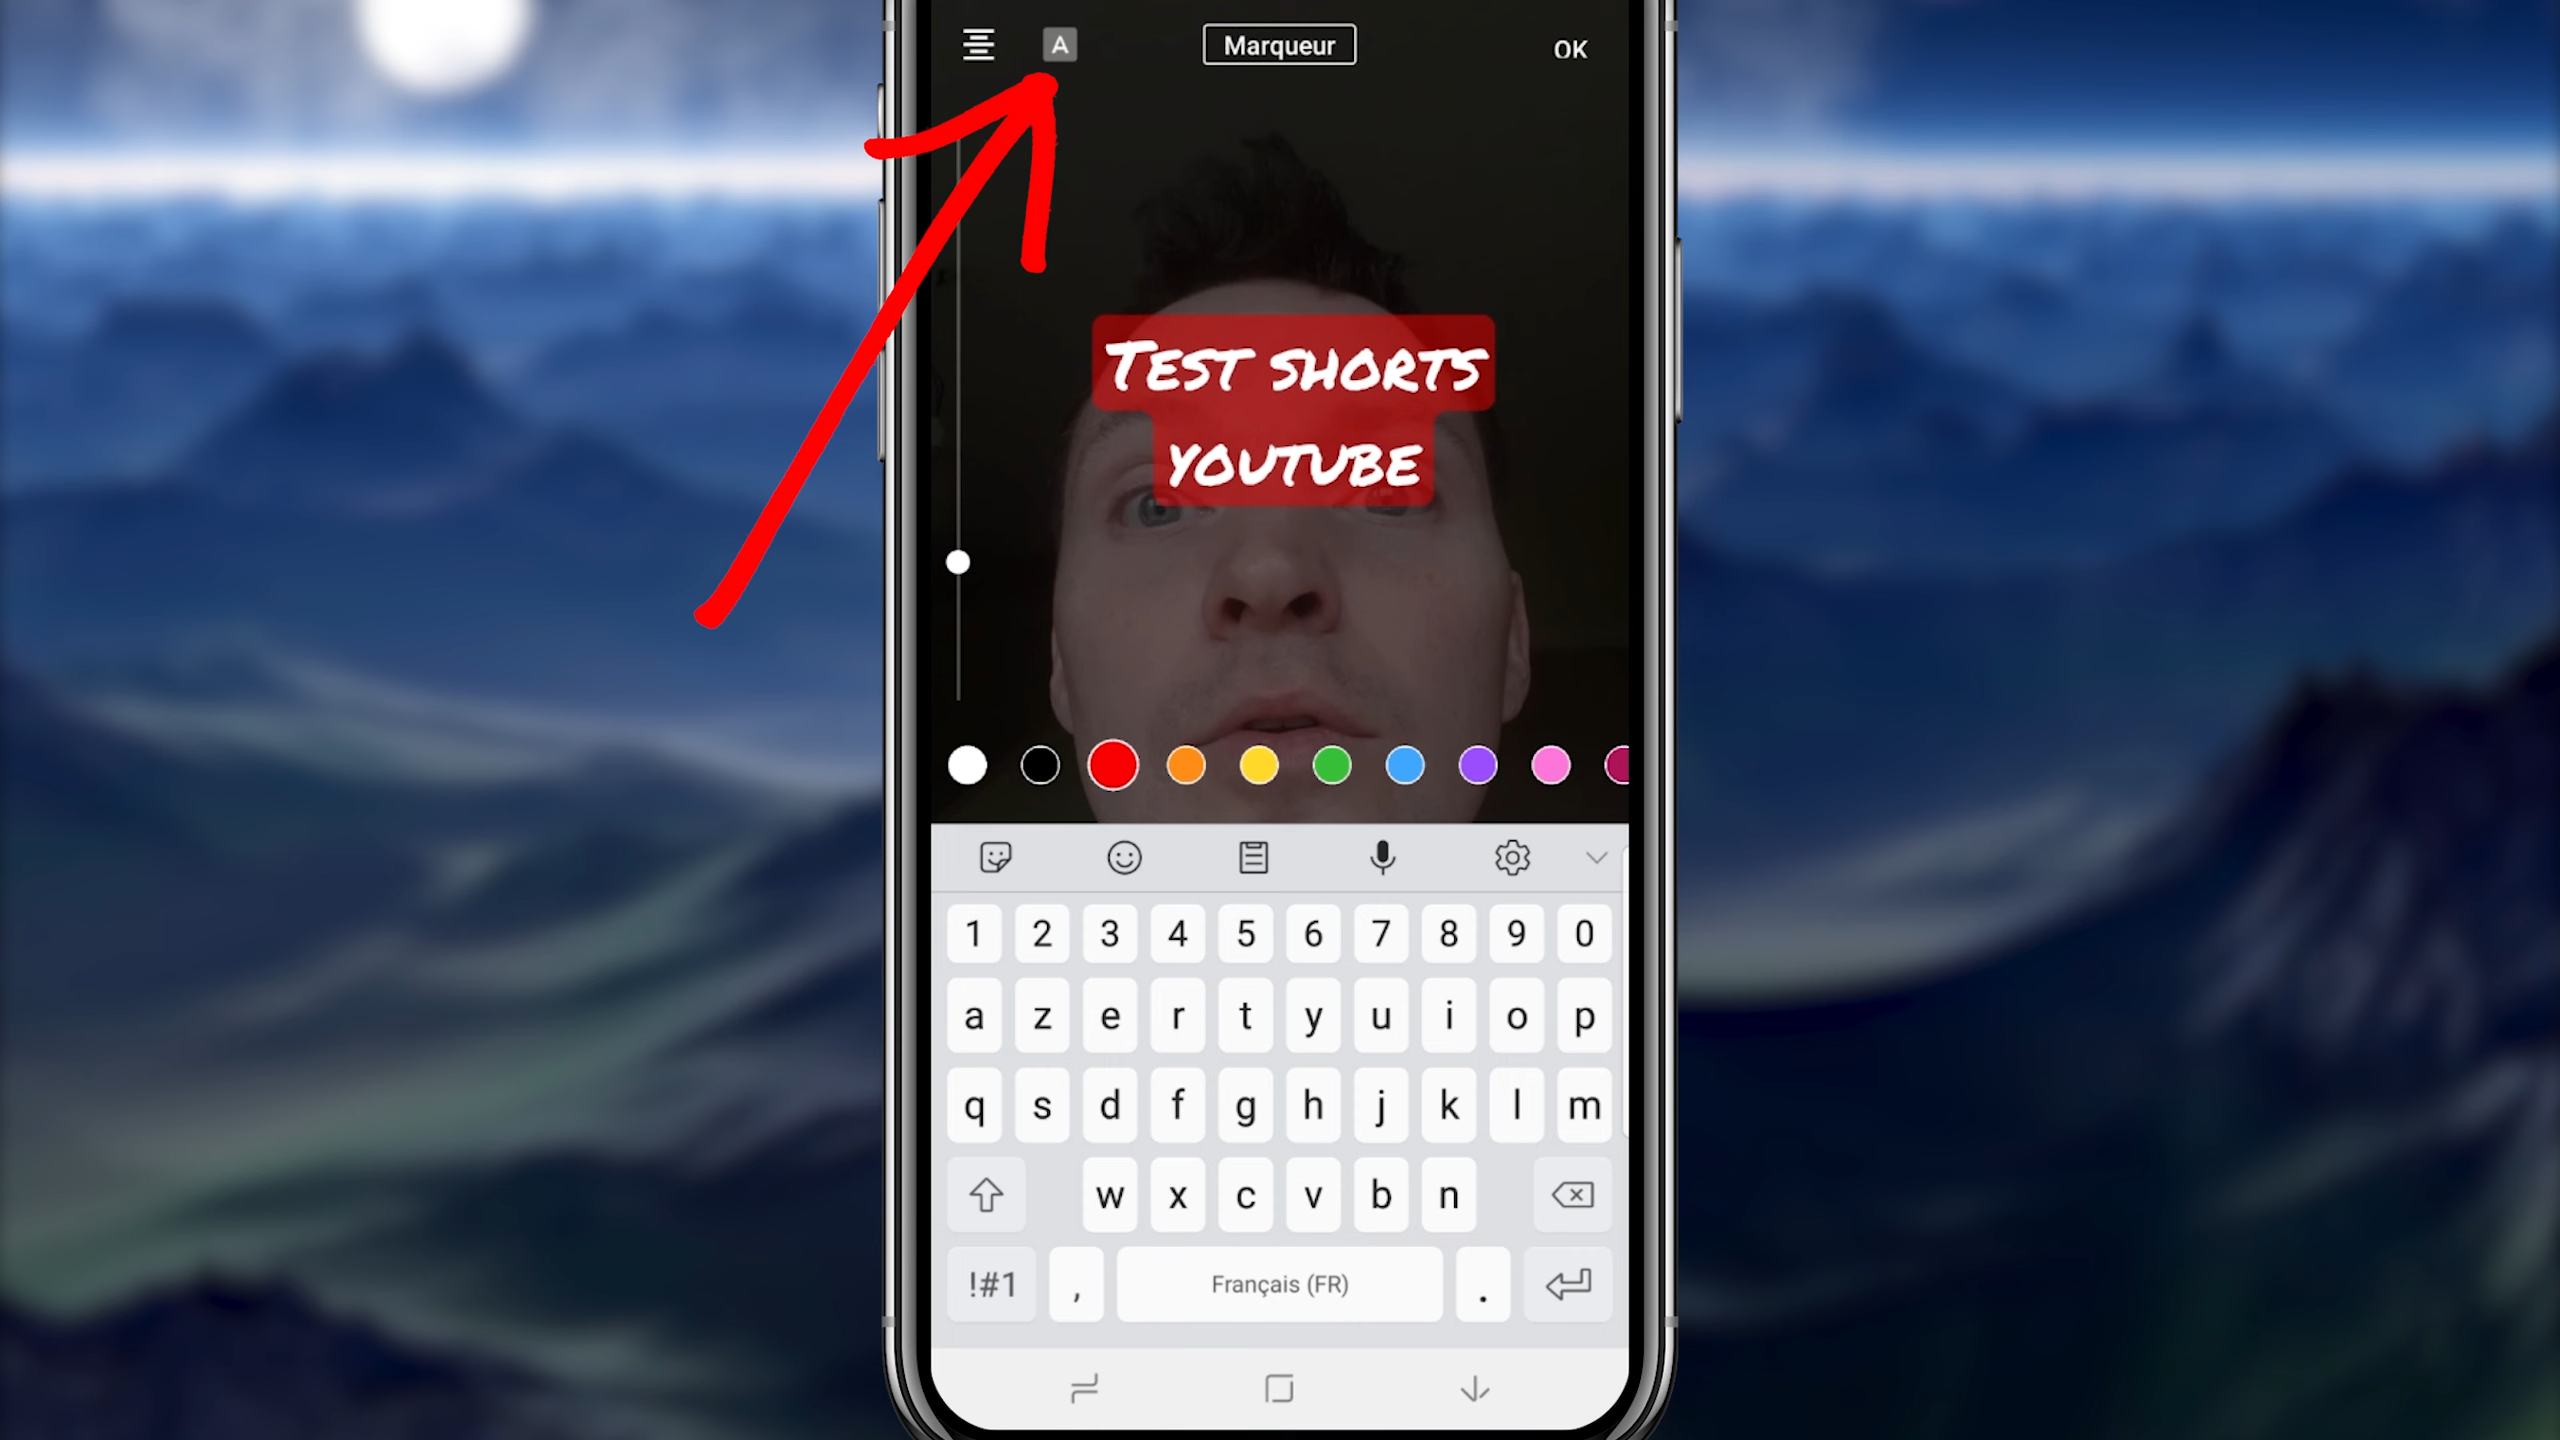 A Marqueur OK
TEST SHORTS
YOUTUBE
1 2 3 4 5 6 7 8 9 0
a z e r t y u i o p
q s d f g h j k l m
w x c v b n
!#1 , Français (FR) .